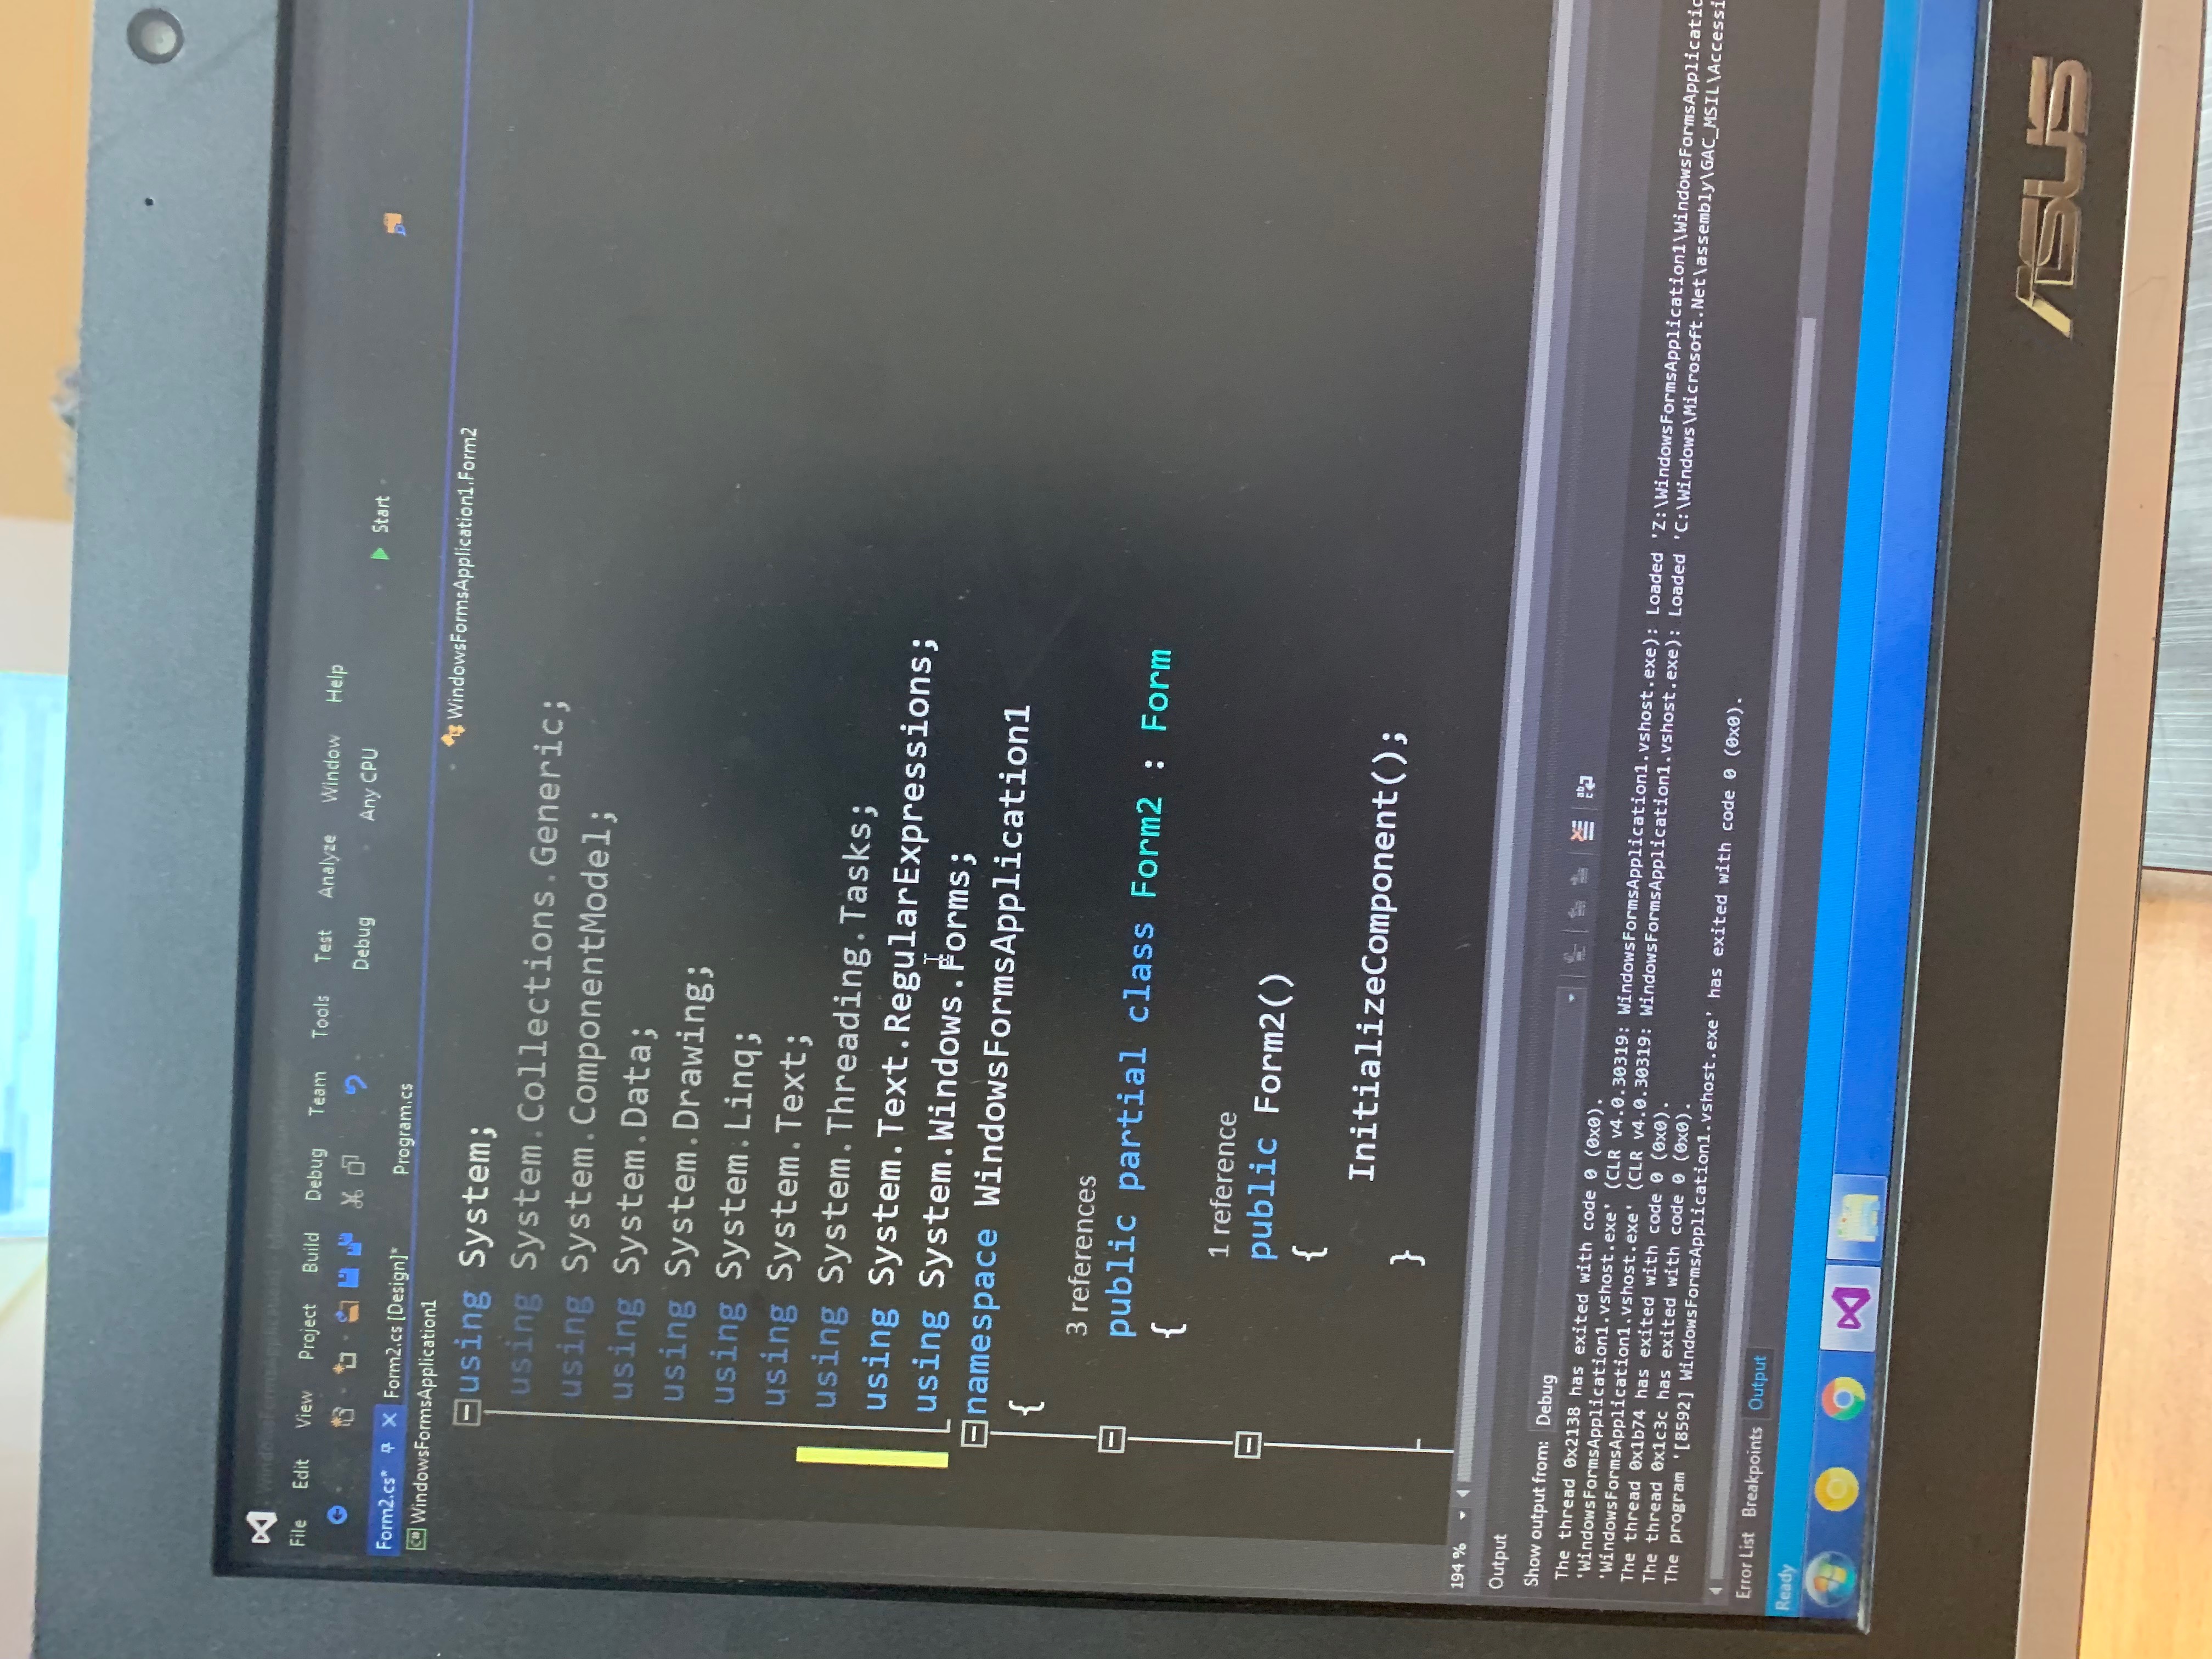 WindowsFormsApplication1 - Microsoft Visual Studio
File Edit View Project Build Debug Team Tools Test Analyze Window Help
Debug Any CPU Start
Form2.cs* Form2.cs [Design]* Program.cs
WindowsFormsApplication1 WindowsFormsApplication1.Form2
using System;
using System.Collections.Generic;
using System.ComponentModel;
using System.Data;
using System.Drawing;
using System.Linq;
using System.Text;
using System.Threading.Tasks;
using System.Text.RegularExpressions;
using System.Windows.Forms;
namespace WindowsFormsApplication1
{
3 references
public partial class Form2 : Form
{
1 reference
public Form2()
{
InitializeComponent();
}
194 %
Output
Show output from: Debug
The thread 0x2138 has exited with code 0 (0x0).
'WindowsFormsApplication1.vshost.exe' (CLR v4.0.30319: WindowsFormsApplication1.vshost.exe): Loaded 'Z:\WindowsFormsApplication1\WindowsFormsApplicatio
'WindowsFormsApplication1.vshost.exe' (CLR v4.0.30319: WindowsFormsApplication1.vshost.exe): Loaded 'C:\Windows\Microsoft.Net\assembly\GAC_MSIL\Accessi
The thread 0x1b74 has exited with code 0 (0x0).
The thread 0x1c3c has exited with code 0 (0x0).
The program '[8592] WindowsFormsApplication1.vshost.exe' has exited with code 0 (0x0).
Error List Breakpoints Output
Ready
ASUS